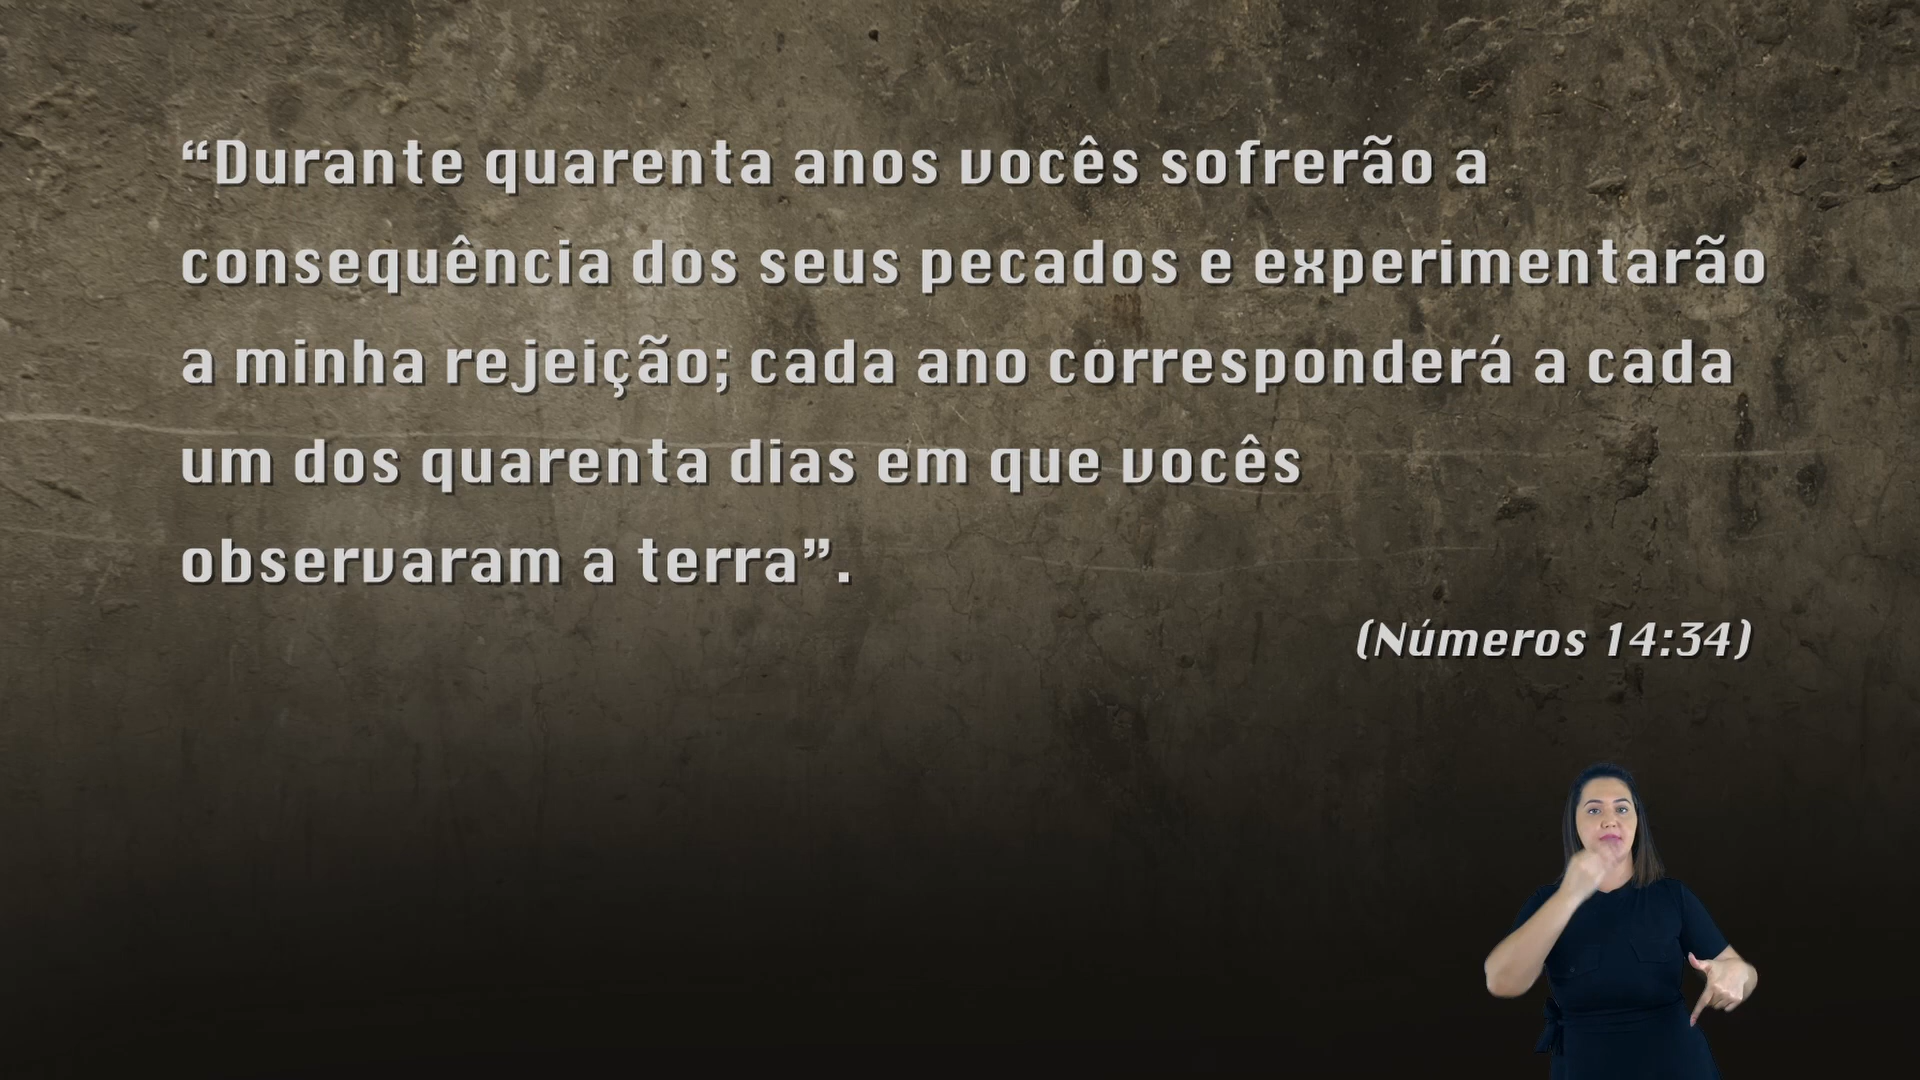 “Durante quarenta anos vocês sofrerão a
consequência dos seus pecados e experimentarão
a minha rejeição; cada ano corresponderá a cada
um dos quarenta dias em que vocês
observaram a terra”.
(Números 14:34)